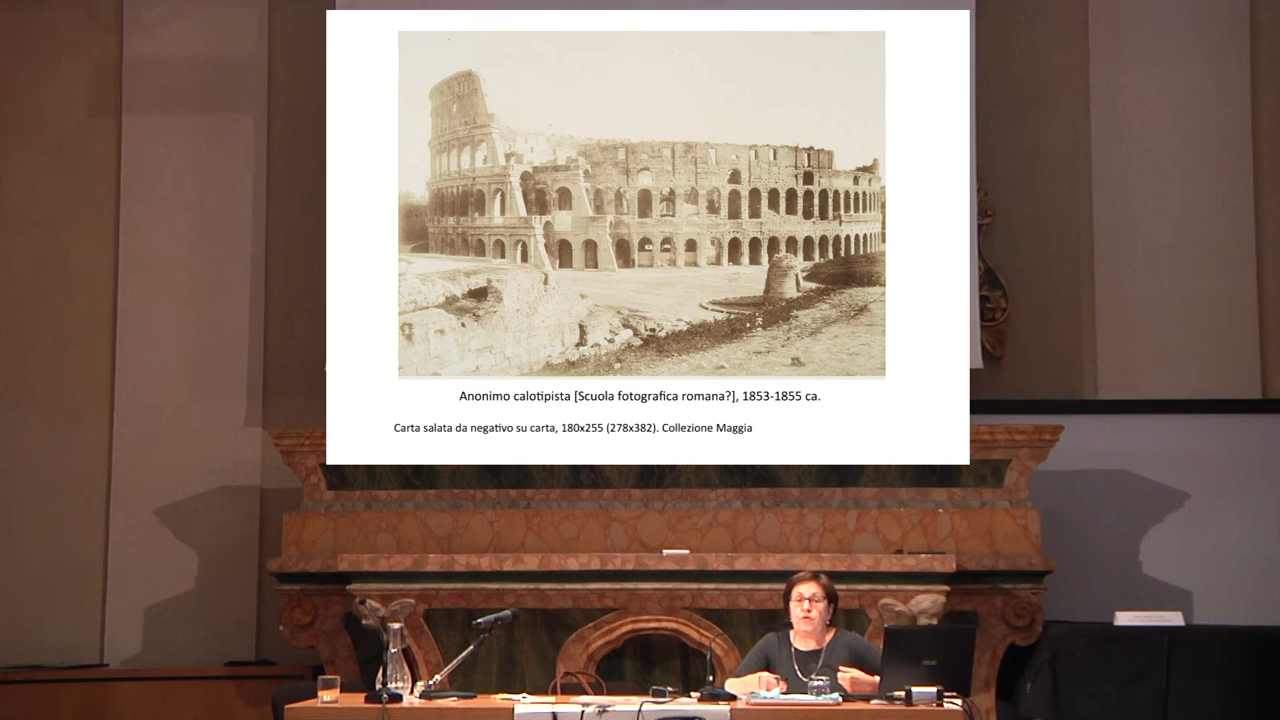 Anonimo calotipista [Scuola fotografica romana?], 1853-1855 ca.
Carta salata da negativo su carta, 180x255 (278x382). Collezione Maggia